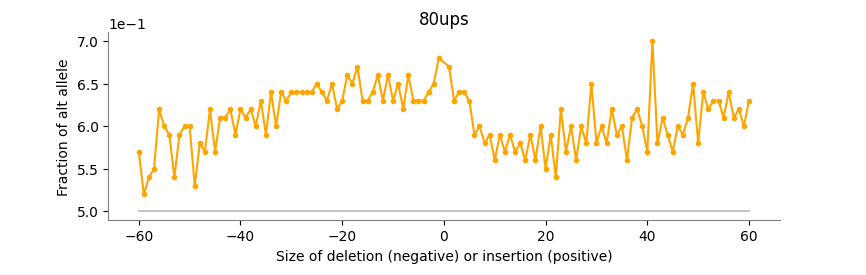 80ups
1e−1
7.0
6.5
6.0
5.5
5.0
Fraction of alt allele
−60 −40 −20 0 20 40 60
Size of deletion (negative) or insertion (positive)